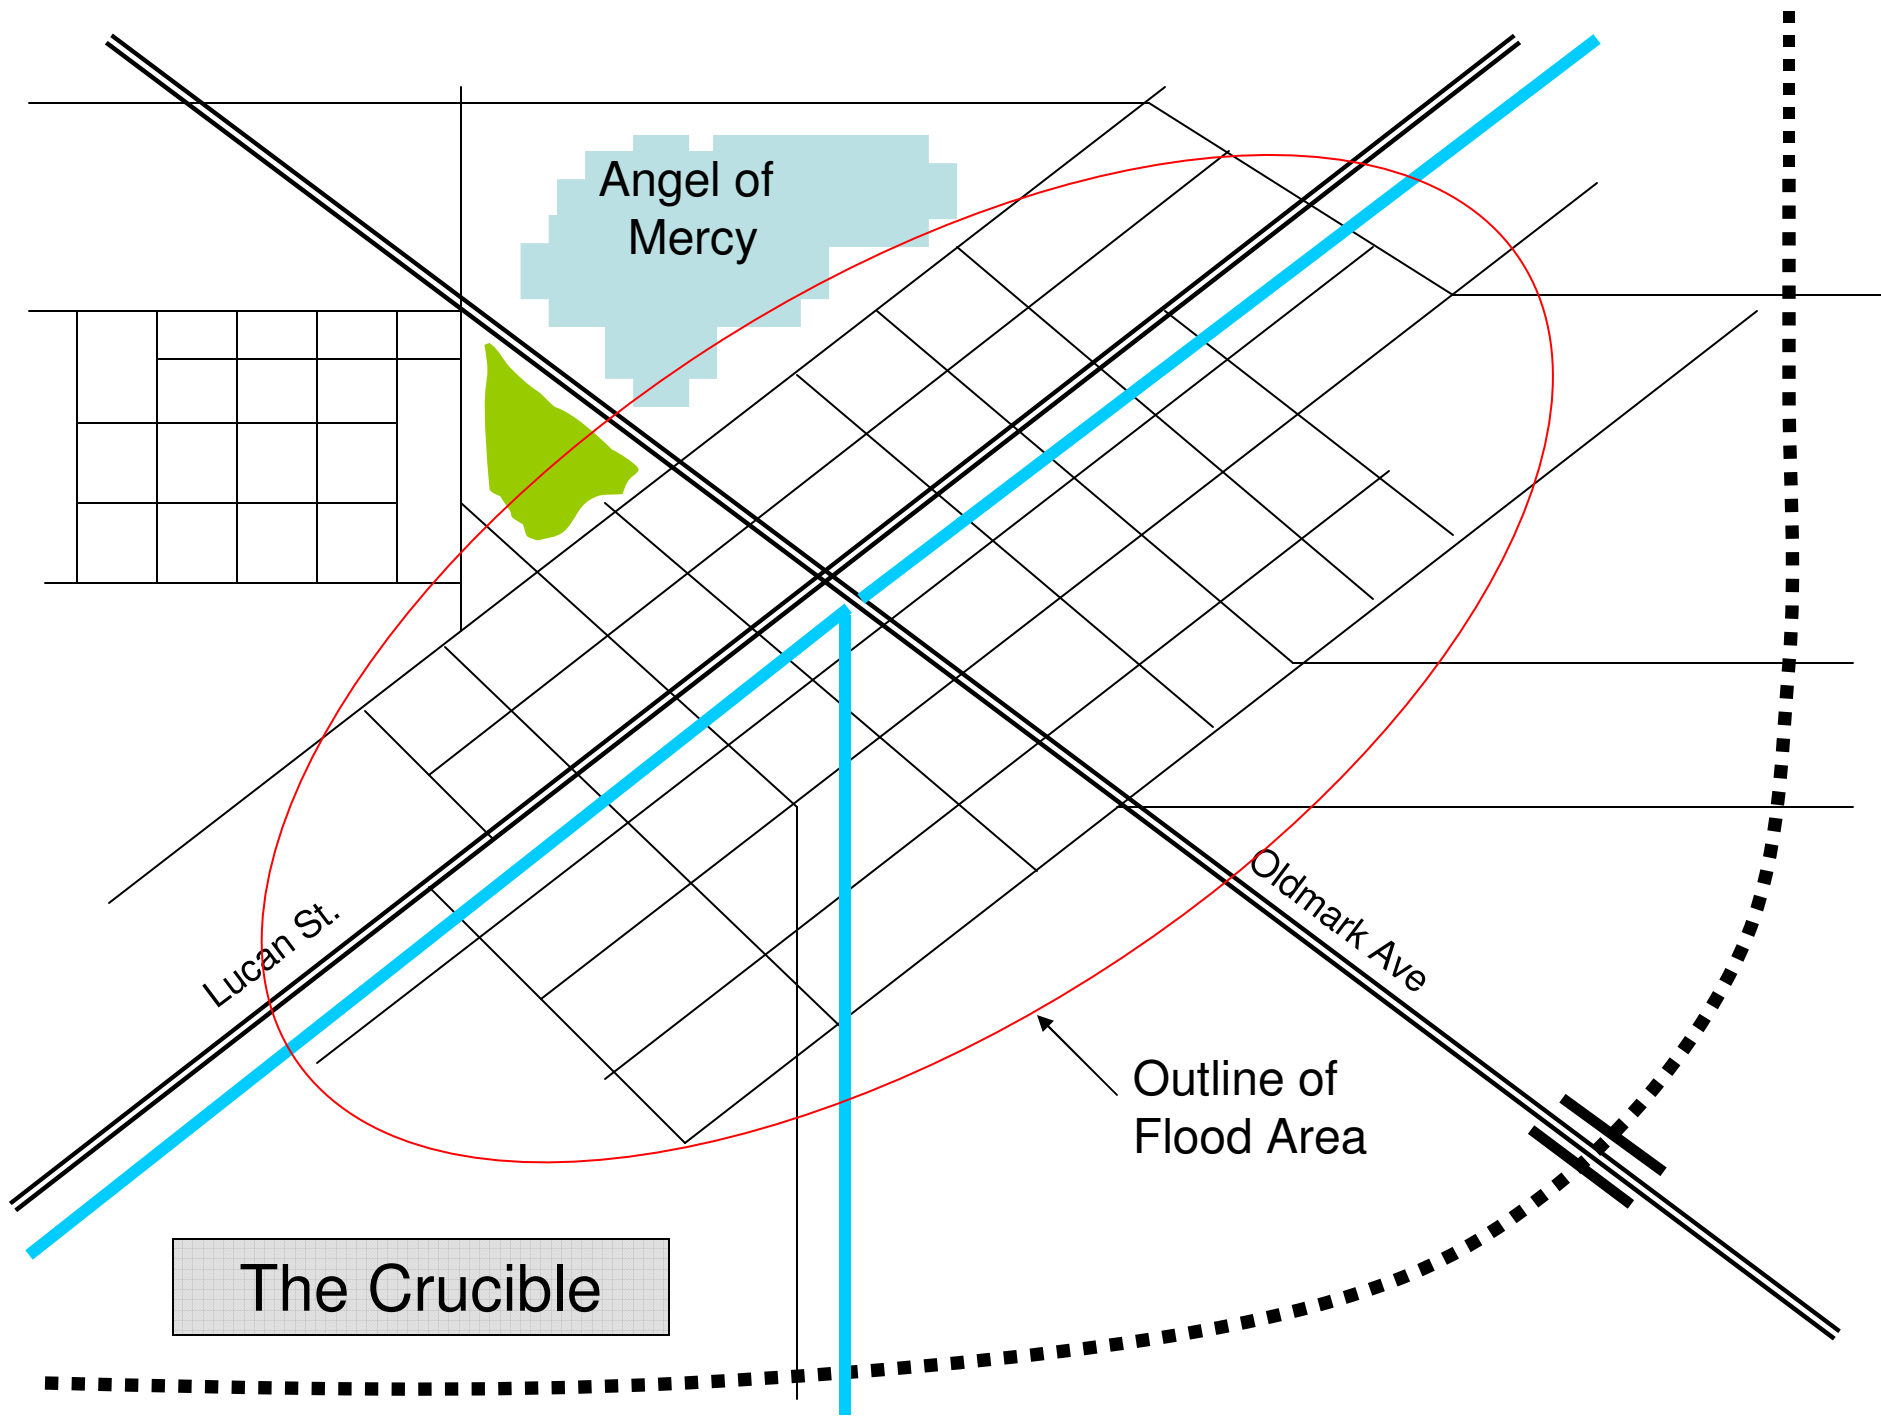 Angel of
Mercy
Lucan St.
Oldmark Ave
Outline of
Flood Area
The Crucible